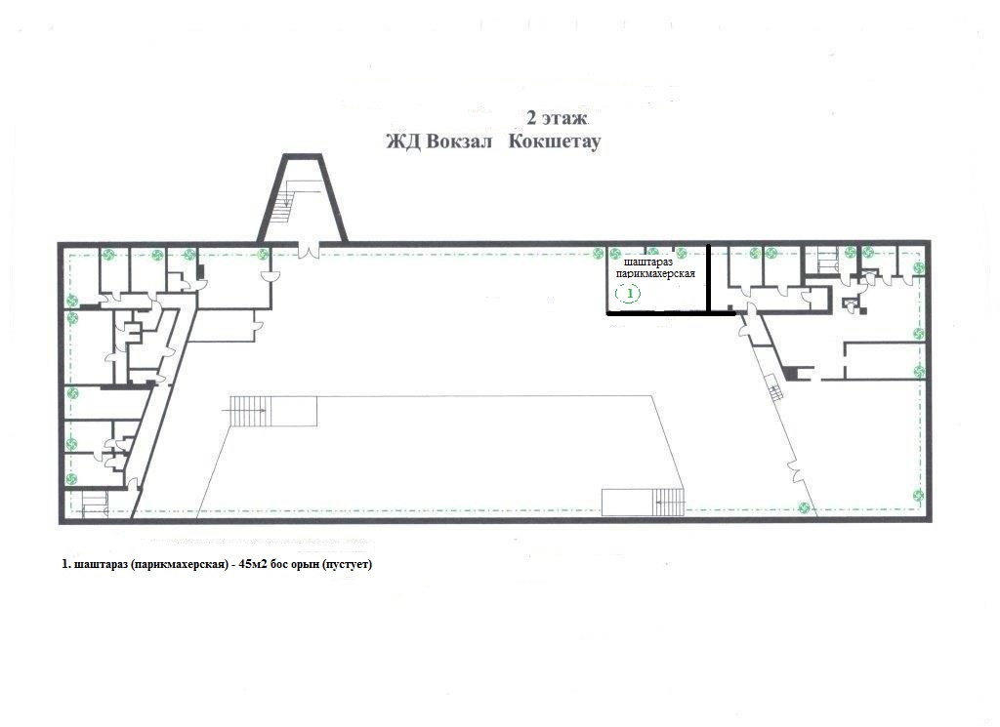 2 этаж
ЖД Вокзал Кокшетау
шаштараз
парикмахерская
1
1. шаштараз (парикмахерская) - 45м2 бос орын (пустует)